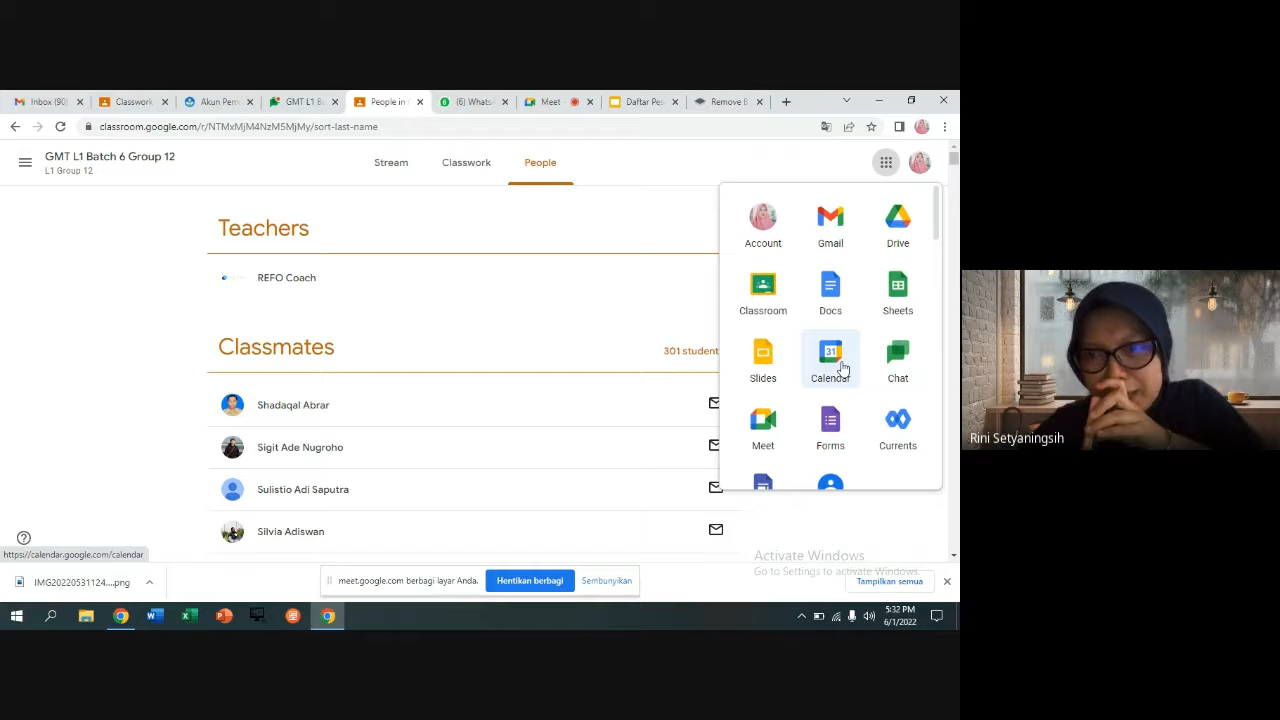 Inbox (90)
Classwork
Akun Pem
GMT L1 Ba
People in
(6) Whats
Meet
Daftar Pes
Remove B
classroom.google.com/r/NTMxMjM4NzM5MjMy/sort-last-name
GMT L1 Batch 6 Group 12
L1 Group 12
Stream
Classwork
People
Teachers
REFO Coach
Classmates
301 student
Shadaqal Abrar
Sigit Ade Nugroho
Sulistio Adi Saputra
Silvia Adiswan
Account
Gmail
Drive
Classroom
Docs
Sheets
Slides
31
Calendar
Chat
Meet
Forms
Currents
https://calendar.google.com/calendar
Activate Windows
Go to Settings to activate Windows.
IMG20220531124....png
meet.google.com berbagi layar Anda.
Hentikan berbagi
Sembunyikan
Tampilkan semua
5:32 PM
6/1/2022
Rini Setyaningsih